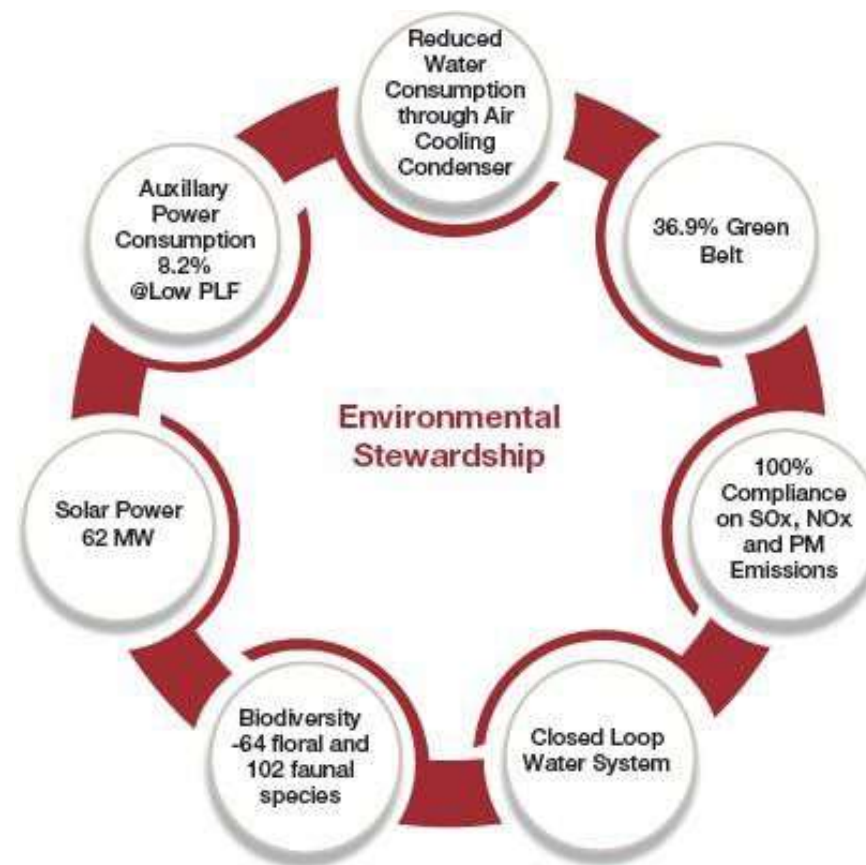 Reduced
Water
Consumption
through Air
Cooling
Condenser
36.9% Green
Belt
100%
Compliance
on SOx, NOx
and PM
Emissions
Closed Loop
Water System
Biodiversity
-64 floral and
102 faunal
species
Solar Power
62 MW
Auxillary
Power
Consumption
8.2%
@Low PLF
Environmental
Stewardship